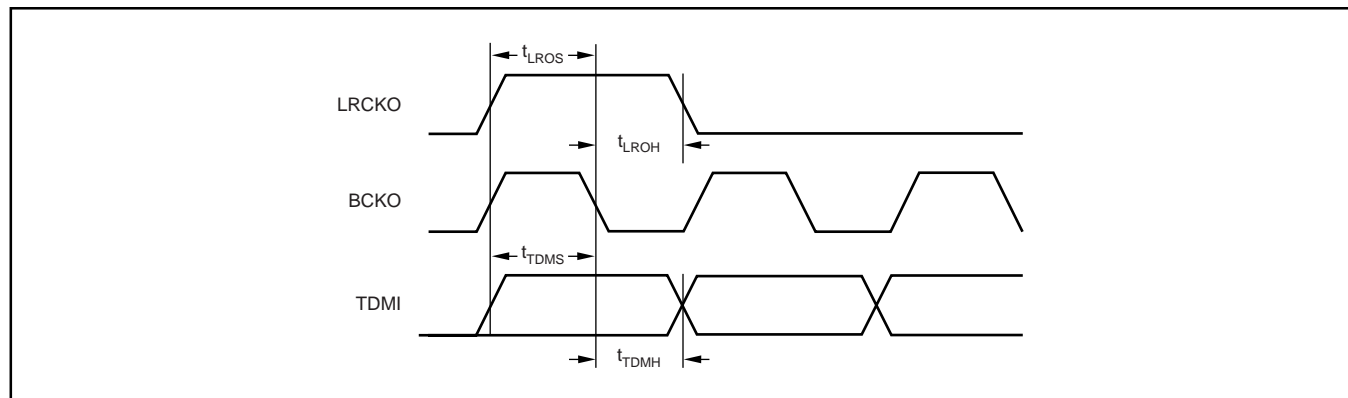 tLROS
LRCKO
tLROH
BCKO
tTDMS
TDMI
tTDMH